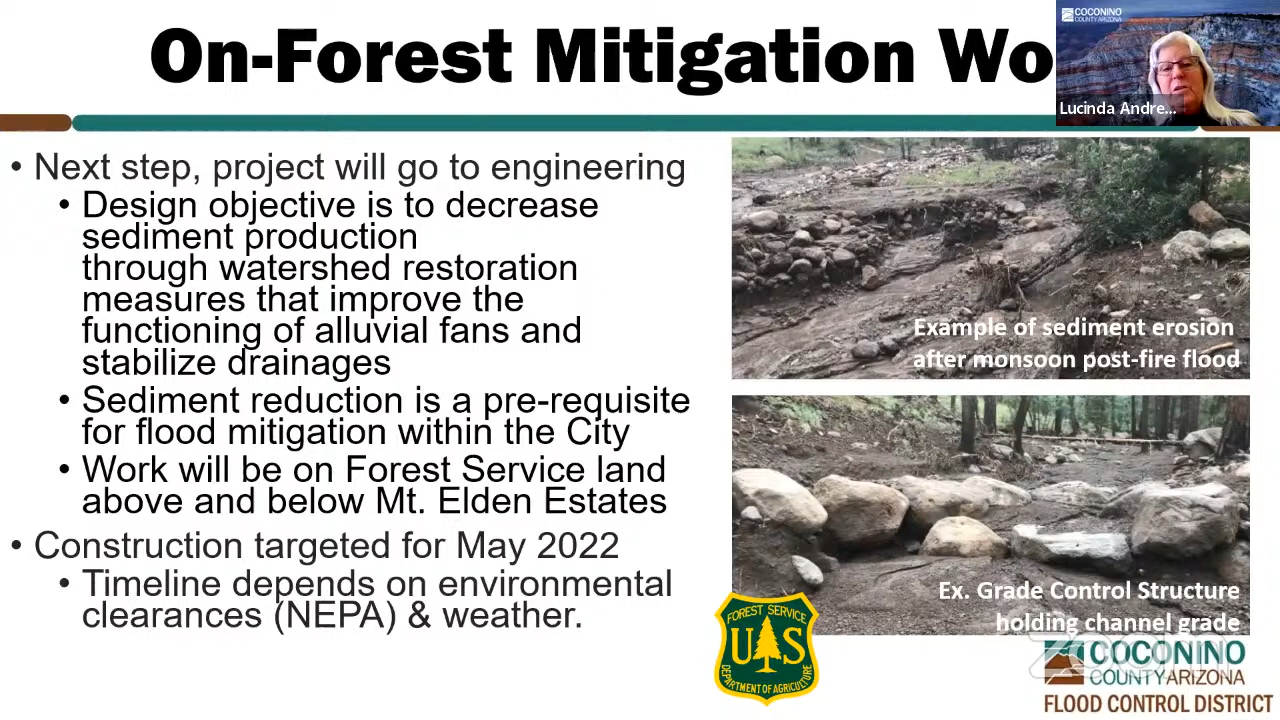 On-Forest Mitigation Wo
COCONINO
COUNTY ARIZONA
Lucinda Andre...
• Next step, project will go to engineering
• Design objective is to decrease
sediment production
through watershed restoration
measures that improve the
functioning of alluvial fans and
stabilize drainages
• Sediment reduction is a pre-requisite
for flood mitigation within the City
• Work will be on Forest Service land
above and below Mt. Elden Estates
• Construction targeted for May 2022
• Timeline depends on environmental
clearances (NEPA) & weather.
Example of sediment erosion
after monsoon post-fire flood
Ex. Grade Control Structure
holding channel grade
FOREST SERVICE
U S
DEPARTMENT OF AGRICULTURE
zoom
COCONINO
COUNTY ARIZONA
FLOOD CONTROL DISTRICT